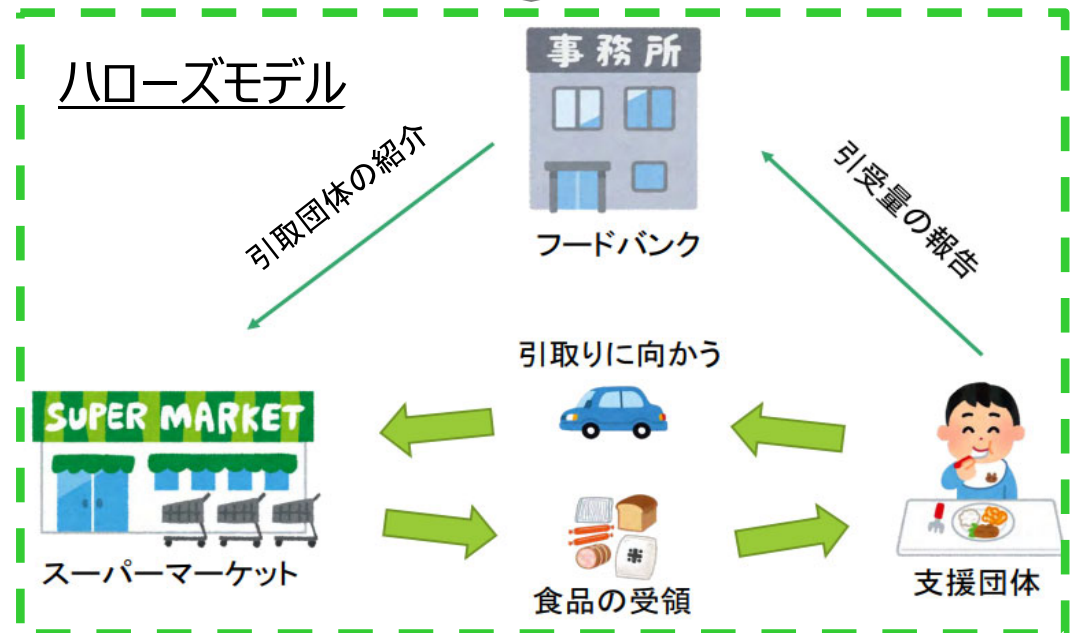 ハローズモデル
事務所
フードバンク
引取団体の紹介
引受量の報告
引取りに向かう
SUPER MARKET
スーパーマーケット
米
食品の受領
支援団体